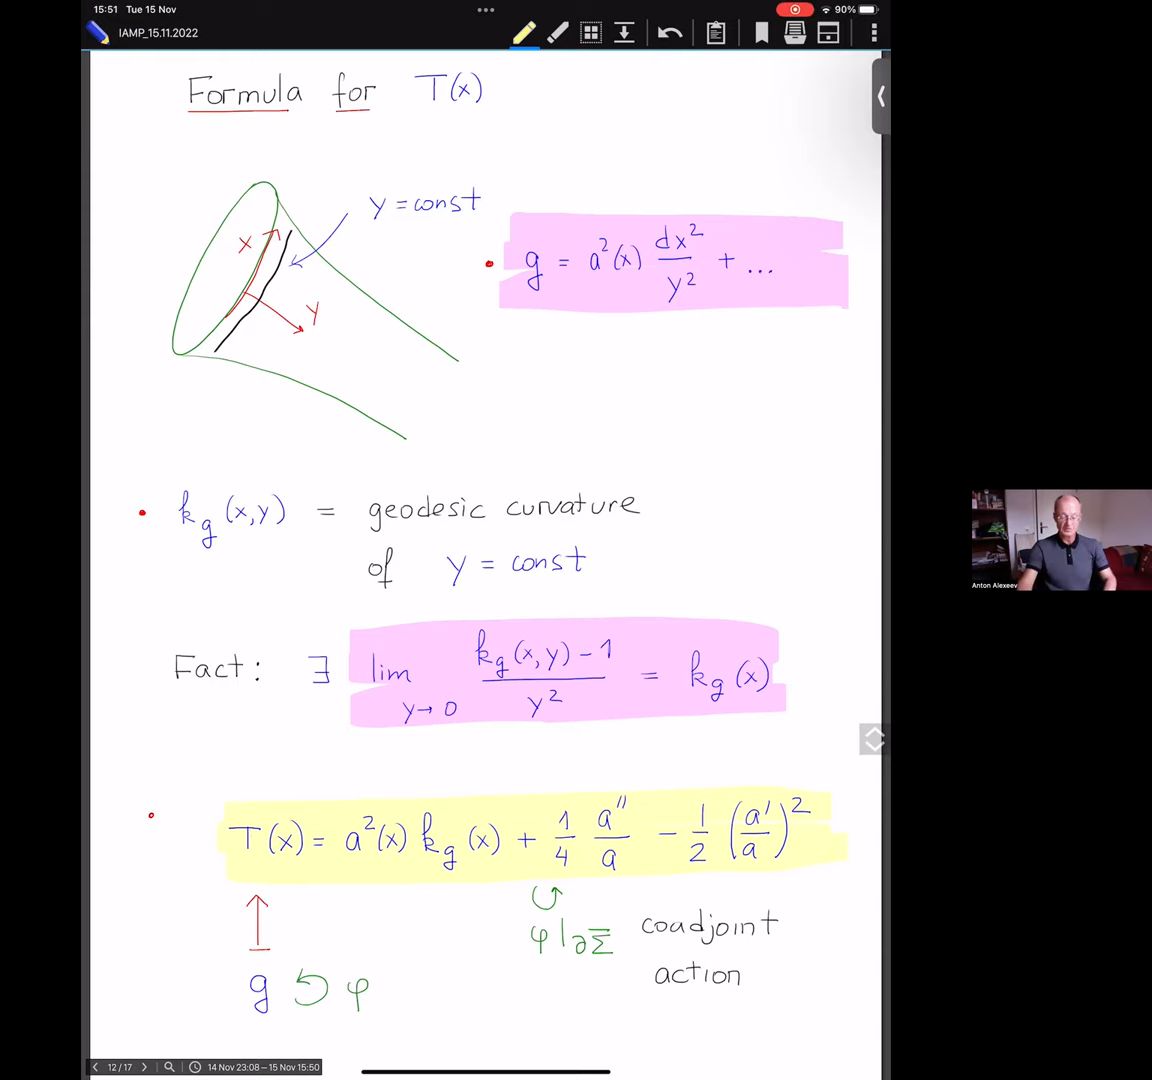 15:51 Tue 15 Nov
90%
IAMP_15.11.2022
Formula for T(x)
y = const
x
y
• g = a²(x) dx²/y² + ...
• k_g(x,y) = geodesic curvature
of y = const
Fact: ∃ lim_{y→0} (k_g(x,y) − 1)/y² = k_g(x)
• T(x) = a²(x) k_g(x) + 1/4 a''/a − 1/2 (a'/a)²
φ|∂Σ coadjoint
action
g ↺ φ
Anton Alexeev
12 / 17
14 Nov 23:08 – 15 Nov 15:50